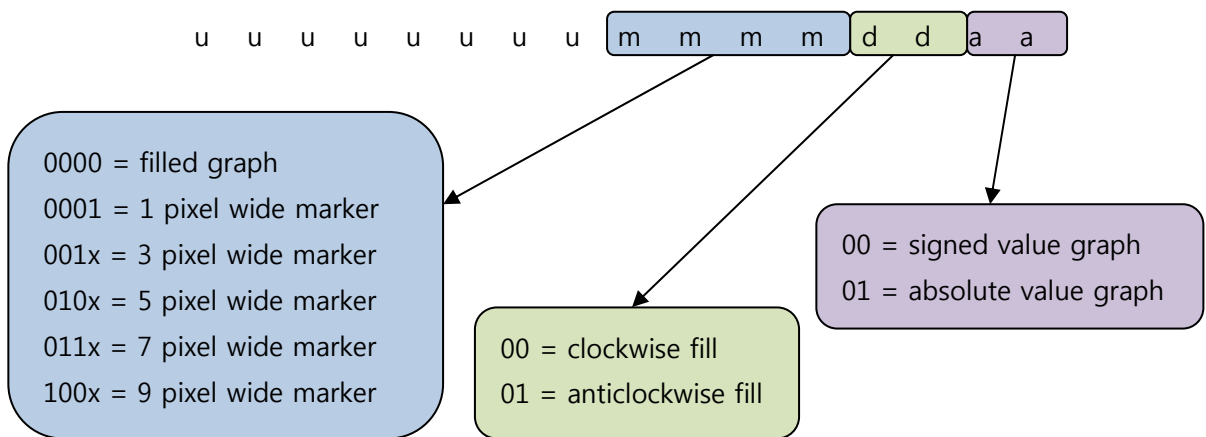 u u u u u u u u m m m m d d a a
0000 = filled graph
0001 = 1 pixel wide marker
001x = 3 pixel wide marker
010x = 5 pixel wide marker
011x = 7 pixel wide marker
100x = 9 pixel wide marker
00 = clockwise fill
01 = anticlockwise fill
00 = signed value graph
01 = absolute value graph